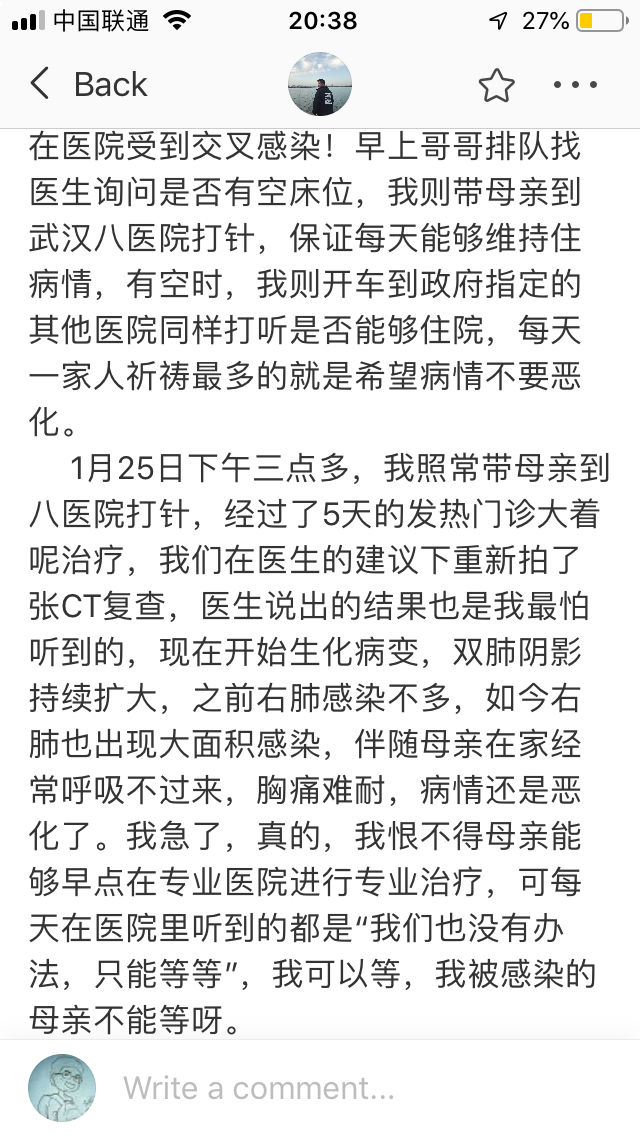 中国联通
20:38
27%
Back
在医院受到交叉感染！早上哥哥排队找
医生询问是否有空床位，我则带母亲到
武汉八医院打针，保证每天能够维持住
病情，有空时，我则开车到政府指定的
其他医院同样打听是否能够住院，每天
一家人祈祷最多的就是希望病情不要恶
化。
1月25日下午三点多，我照常带母亲到
八医院打针，经过了5天的发热门诊大着
呢治疗，我们在医生的建议下重新拍了
张CT复查，医生说出的结果也是我最怕
听到的，现在开始生化病变，双肺阴影
持续扩大，之前右肺感染不多，如今右
肺也出现大面积感染，伴随母亲在家经
常呼吸不过来，胸痛难耐，病情还是恶
化了。我急了，真的，我恨不得母亲能
够早点在专业医院进行专业治疗，可每
天在医院里听到的都是“我们也没有办
法，只能等等”，我可以等，我被感染的
母亲不能等呀。
Write a comment...